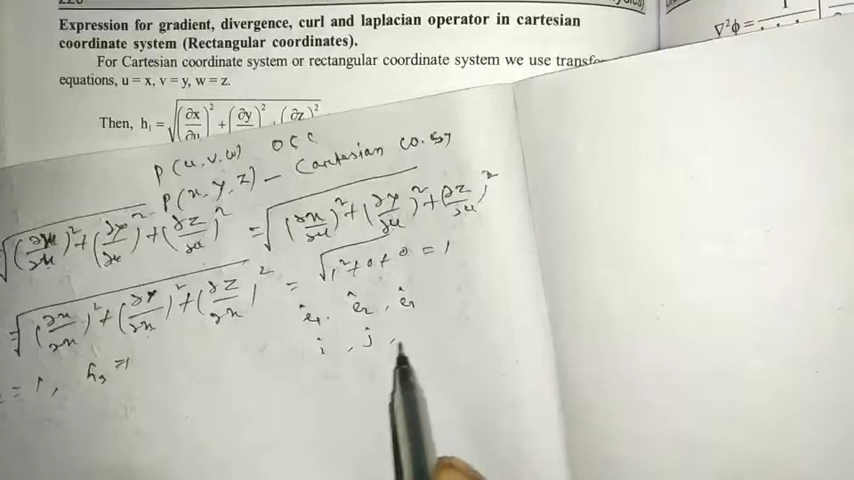 Expression for gradient, divergence, curl and laplacian operator in cartesian
coordinate system (Rectangular coordinates).
For Cartesian coordinate system or rectangular coordinate system we use
equations, u = x, v = y, w = z.
∇²φ =
Then, h₁ = √(∂x/∂u)² + (∂y/)² + (∂z/)²
P(u, v, w) OCC
P(x, y, z) – Cartesian co. sy
√(∂x/∂u)² + (∂y/∂u)² + (∂z/∂u)² = √(∂x/∂u)² + (∂y/∂u)² + (∂z/∂u)²
= √(∂x/∂x)² + (∂y/∂x)² + (∂z/∂x)² = √1² + 0 + 0 = 1
ê₁, ê₂, ê₃
= 1, h₃ = 1
i, j,